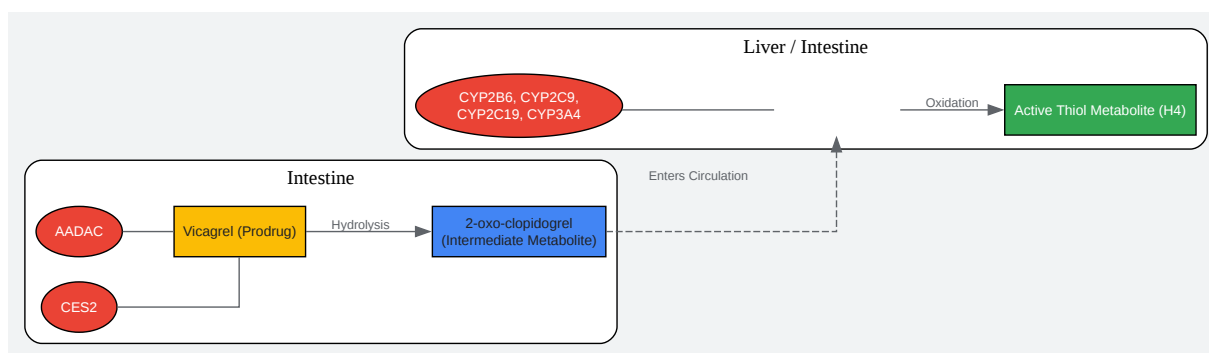 Liver / Intestine
CYP2B6, CYP2C9,
CYP2C19, CYP3A4
Oxidation
Active Thiol Metabolite (H4)
Enters Circulation
Intestine
AADAC
Vicagrel (Prodrug)
Hydrolysis
2-oxo-clopidogrel
(Intermediate Metabolite)
CES2